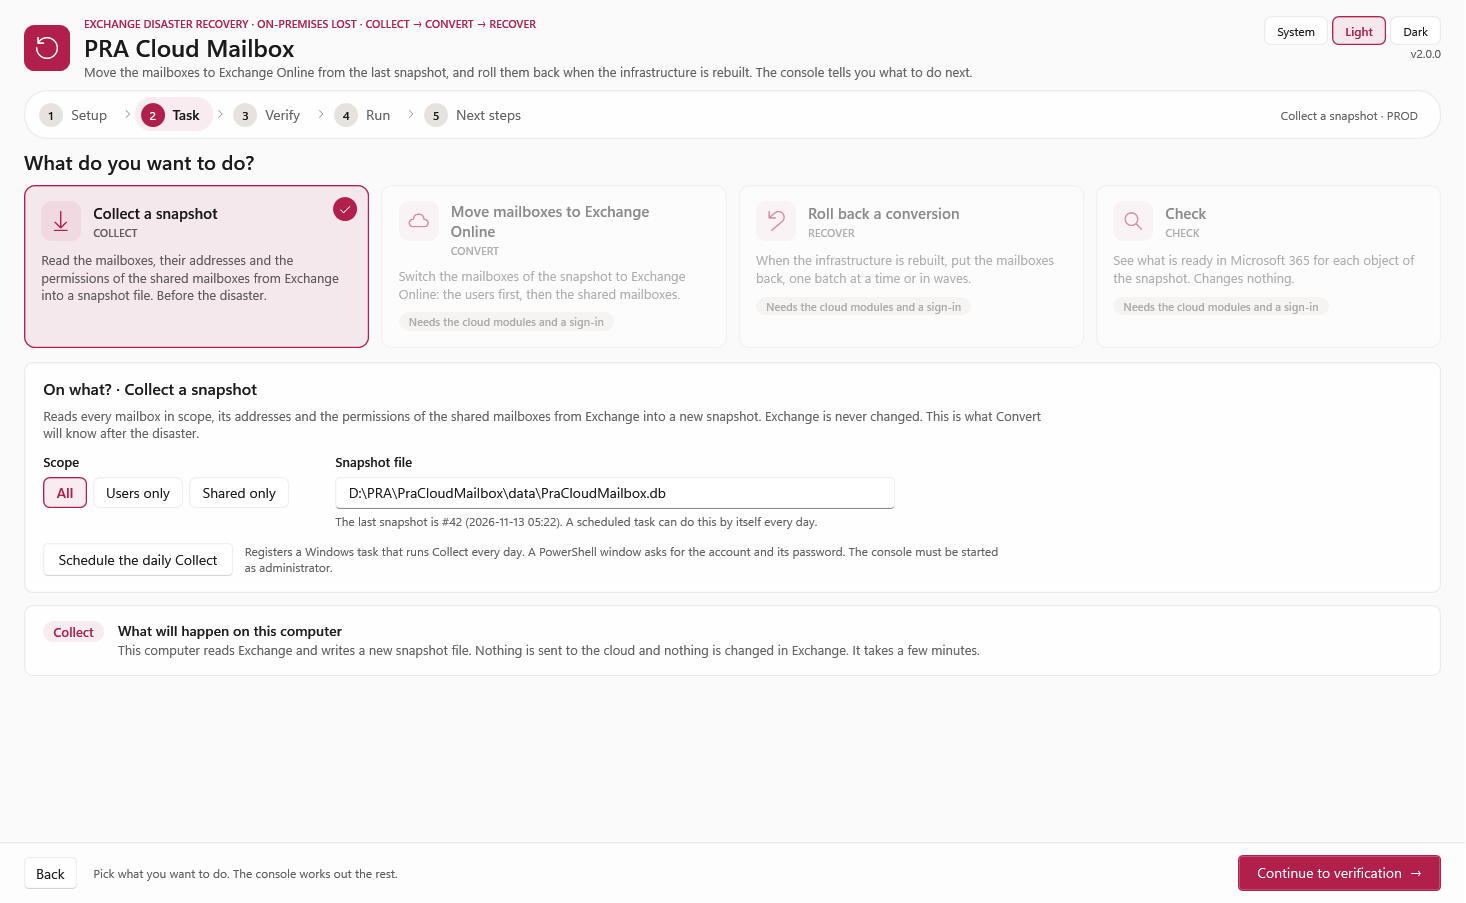 EXCHANGE DISASTER RECOVERY · ON-PREMISES LOST · COLLECT → CONVERT → RECOVER
PRA Cloud Mailbox
Move the mailboxes to Exchange Online from the last snapshot, and roll them back when the infrastructure is rebuilt. The console tells you what to do next.
System
Light
Dark
v2.0.0
1 Setup
2 Task
3 Verify
4 Run
5 Next steps
Collect a snapshot · PROD
What do you want to do?
Collect a snapshot
COLLECT
Read the mailboxes, their addresses and the
permissions of the shared mailboxes from Exchange
into a snapshot file. Before the disaster.
Move mailboxes to Exchange
Online
CONVERT
Switch the mailboxes of the snapshot to Exchange
Online: the users first, then the shared mailboxes.
Needs the cloud modules and a sign-in
Roll back a conversion
RECOVER
When the infrastructure is rebuilt, put the mailboxes
back, one batch at a time or in waves.
Needs the cloud modules and a sign-in
Check
CHECK
See what is ready in Microsoft 365 for each object of
the snapshot. Changes nothing.
Needs the cloud modules and a sign-in
On what? · Collect a snapshot
Reads every mailbox in scope, its addresses and the permissions of the shared mailboxes from Exchange into a new snapshot. Exchange is never changed. This is what Convert
will know after the disaster.
Scope
All
Users only
Shared only
Snapshot file
D:\PRA\PraCloudMailbox\data\PraCloudMailbox.db
The last snapshot is #42 (2026-11-13 05:22). A scheduled task can do this by itself every day.
Schedule the daily Collect
Registers a Windows task that runs Collect every day. A PowerShell window asks for the account and its password. The console must be started
as administrator.
Collect
What will happen on this computer
This computer reads Exchange and writes a new snapshot file. Nothing is sent to the cloud and nothing is changed in Exchange. It takes a few minutes.
Back
Pick what you want to do. The console works out the rest.
Continue to verification →